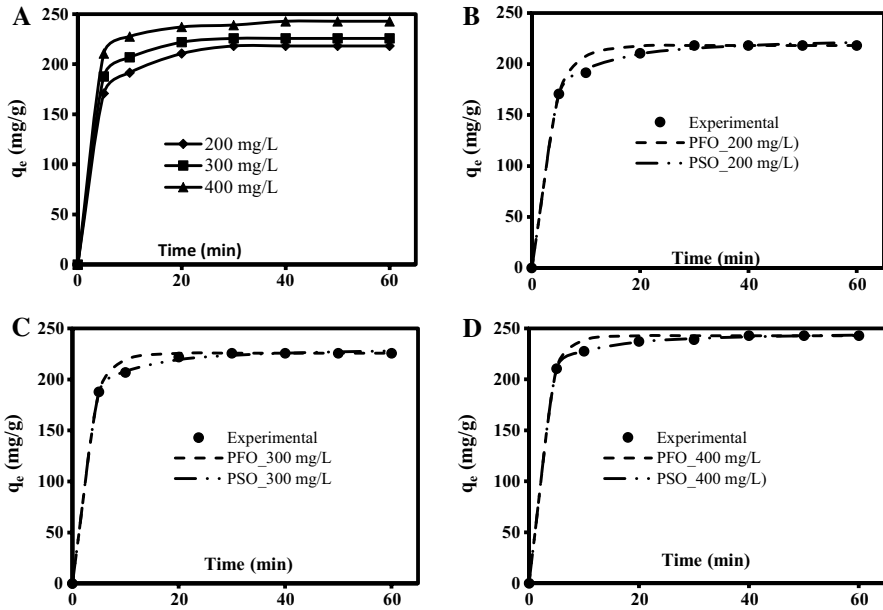 A
250
200
150
100
50
0
qe (mg/g)
200 mg/L
300 mg/L
400 mg/L
Time (min)
0 20 40 60
B
250
200
150
100
50
0
qe (mg/g)
Experimental
PFO_200 mg/L)
PSO_200 mg/L)
Time (min)
0 20 40 60
C
250
200
150
100
50
0
qe (mg/g)
Experimental
PFO_300 mg/L
PSO_300 mg/L
Time (min)
0 20 40 60
D
250
200
150
100
50
0
qe (mg/g)
Experimental
PFO_400 mg/L
PSO_400 mg/L)
Time (min)
0 20 40 60